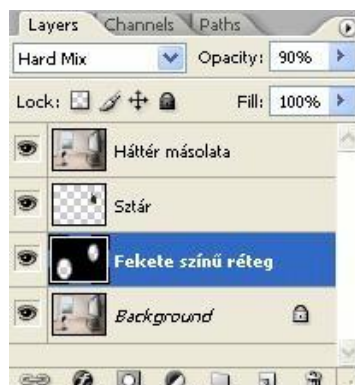 Layers Channels Paths
Hard Mix Opacity: 90%
Lock: Fill: 100%
Háttér másolata
Sztár
Fekete színű réteg
Background